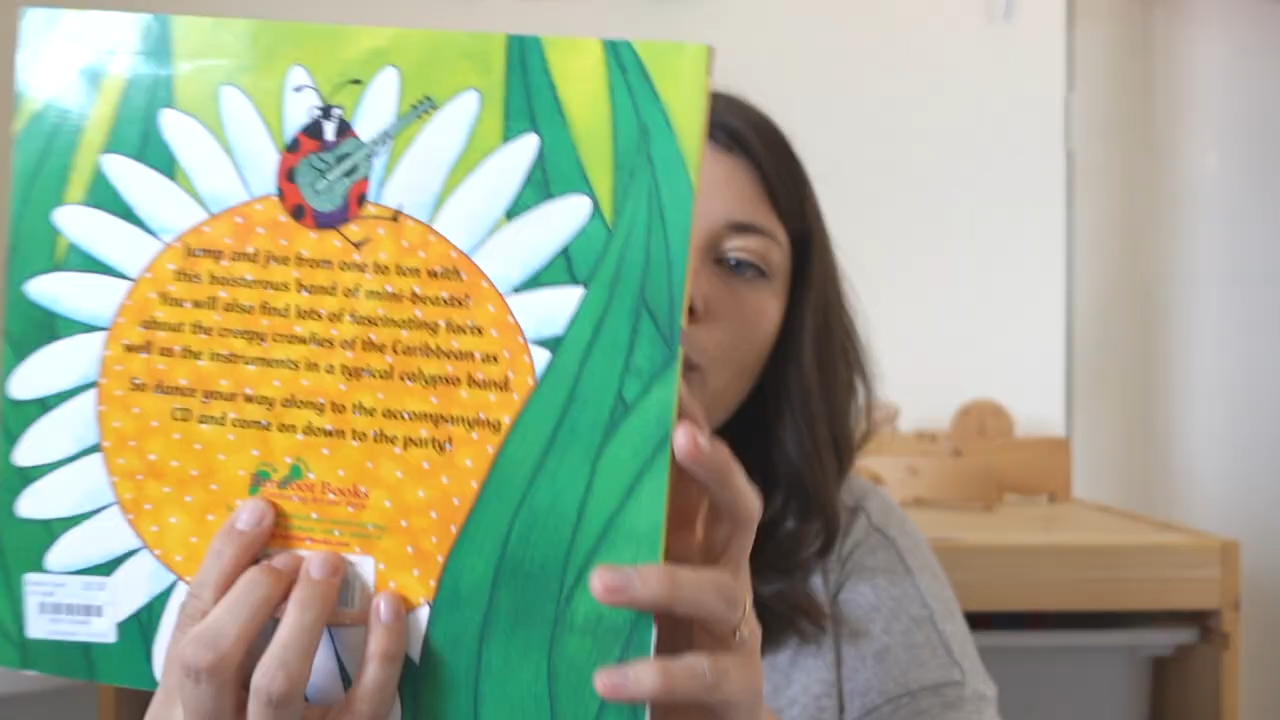 Jump and jive from one to ten with
this boisterous band of mini-beasts!
You will also find lots of fascinating facts
about the creepy crawlies of the Caribbean as
well as the instruments in a typical calypso band.
So dance your way along to the accompanying
CD and come on down to the party!
Barefoot Books